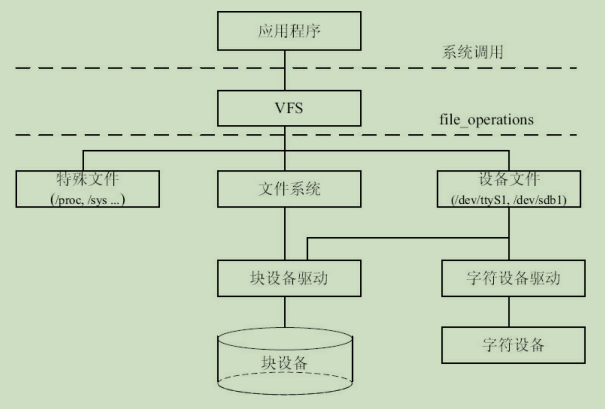 应用程序
系统调用
VFS
file_operations
特殊文件
(/proc, /sys ...)
文件系统
设备文件
(/dev/ttyS1, /dev/sdb1)
块设备驱动
字符设备驱动
块设备
字符设备